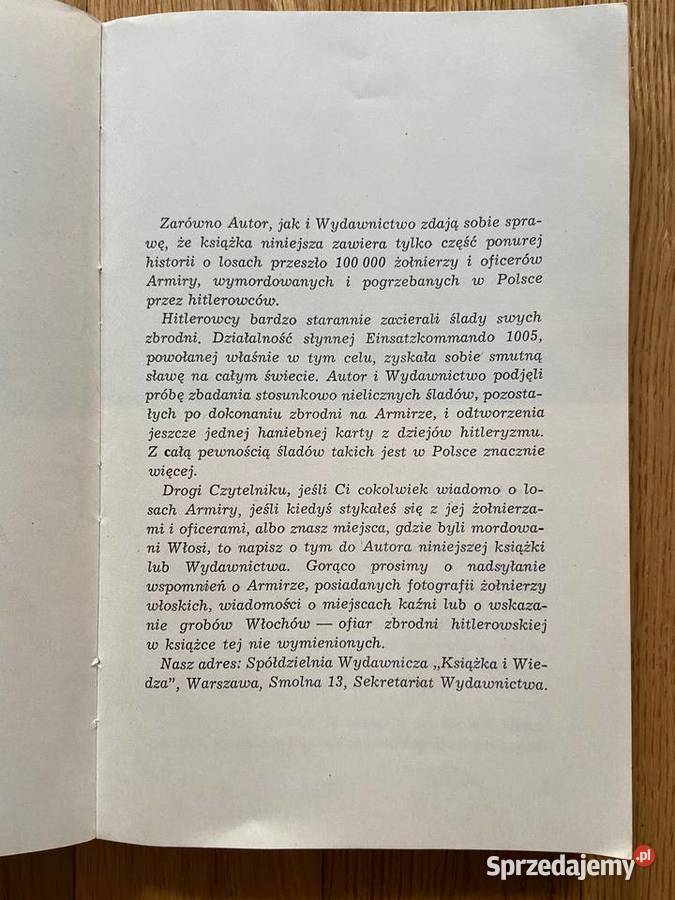 Zarówno Autor, jak i Wydawnictwo zdają sobie spra-
wę, że książka niniejsza zawiera tylko część ponurej
historii o losach przeszło 100 000 żołnierzy i oficerów
Armiry, wymordowanych i pogrzebanych w Polsce
przez hitlerowców.
Hitlerowcy bardzo starannie zacierali ślady swych
zbrodni. Działalność słynnej Einsatzkommando 1005,
powołanej właśnie w tym celu, zyskała sobie smutną
sławę na całym świecie. Autor i Wydawnictwo podjęli
próbę zbadania stosunkowo nielicznych śladów, pozosta-
łych po dokonaniu zbrodni na Armirze, i odtworzenia
jeszcze jednej haniebnej karty z dziejów hitleryzmu.
Z całą pewnością śladów takich jest w Polsce znacznie
więcej.
Drogi Czytelniku, jeśli Ci cokolwiek wiadomo o lo-
sach Armiry, jeśli kiedyś stykałeś się z jej żołnierza-
mi i oficerami, albo znasz miejsca, gdzie byli mordowa-
ni Włosi, to napisz o tym do Autora niniejszej książki
lub Wydawnictwa. Gorąco prosimy o nadsyłanie
wspomnień o Armirze, posiadanych fotografii żołnierzy
włoskich, wiadomości o miejscach kaźni lub o wskaza-
nie grobów Włochów — ofiar zbrodni hitlerowskiej
w książce tej nie wymienionych.
Nasz adres: Spółdzielnia Wydawnicza „Książka i Wie-
dza", Warszawa, Smolna 13, Sekretariat Wydawnictwa.
Sprzedajemy.pl